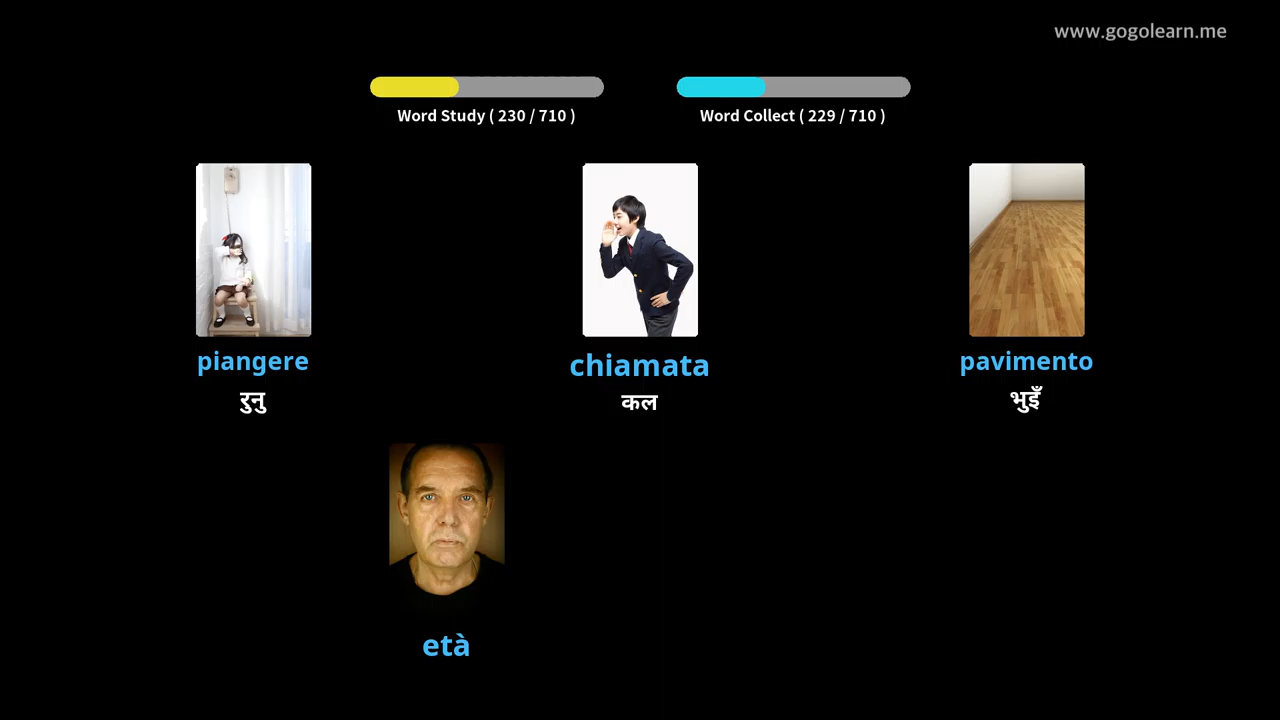 www.gogolearn.me
Word Study ( 230 / 710 )
Word Collect ( 229 / 710 )
piangere
रुनु
chiamata
कल
pavimento
भुइँ
età